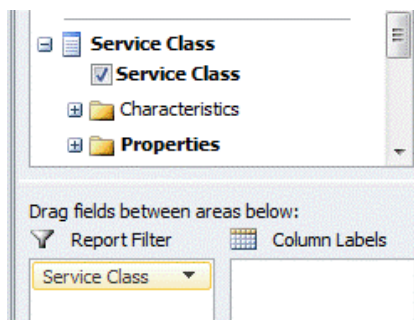 Service Class
Service Class
Characteristics
Properties
Drag fields between areas below:
Report Filter Column Labels
Service Class